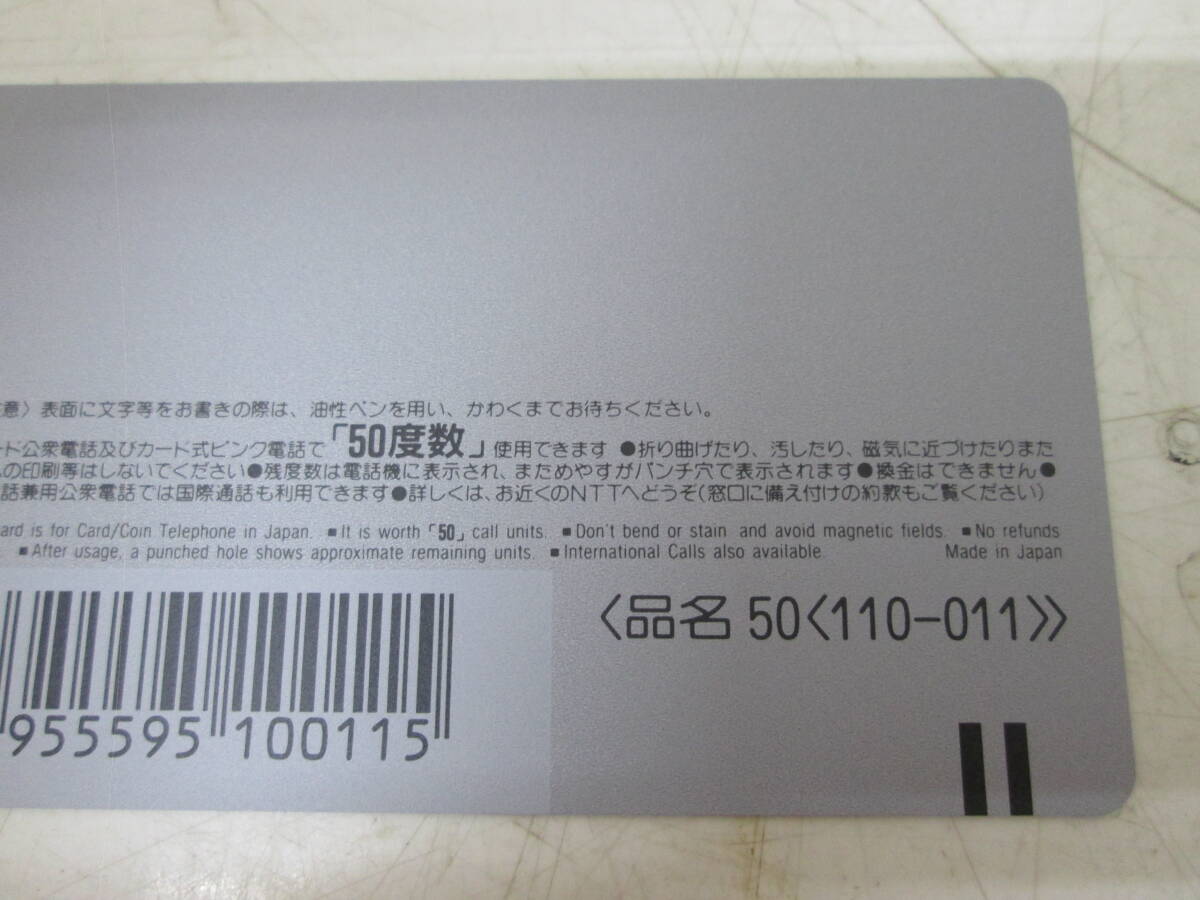 意〉表面に文字等をお書きの際は、油性ペンを用い、かわくまでお待ちください。
ード公衆電話及びカード式ピンク電話で「50度数」使用できます ●折り曲げたり、汚したり、磁気に近づけたりまた
の印刷等はしないでください●残度数は電話機に表示され、まためやすがパンチ穴で表示されます●換金はできません●
話兼用公衆電話では国際通話も利用できます●詳しくは、お近くのNTTへどうぞ(窓口に備え付けの約款もご覧ください)
ard is for Card/Coin Telephone in Japan. ■It is worth「50」call units. ■Don't bend or stain and avoid magnetic fields. ■No refunds
■After usage, a punched hole shows approximate remaining units. ■International Calls also available. Made in Japan
〈品名 50〈110-011〉〉
955595 100115